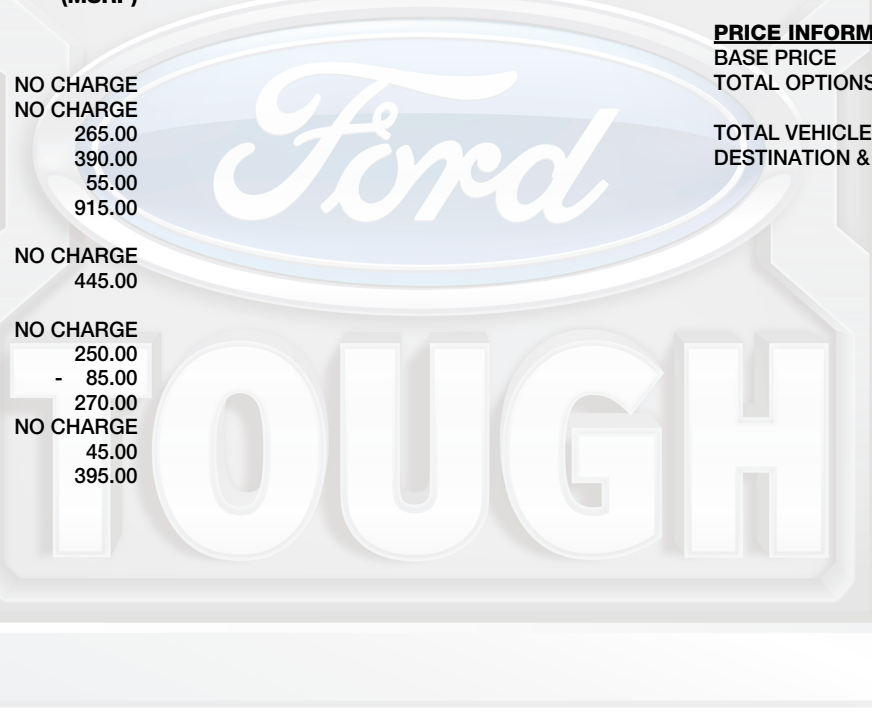 (MSRP)
NO CHARGE
NO CHARGE
265.00
390.00
55.00
915.00
NO CHARGE
445.00
NO CHARGE
250.00
- 85.00
270.00
NO CHARGE
45.00
395.00
PRICE INFORM
BASE PRICE
TOTAL OPTIONS
TOTAL VEHICLE
DESTINATION &
Ford
TOUGH